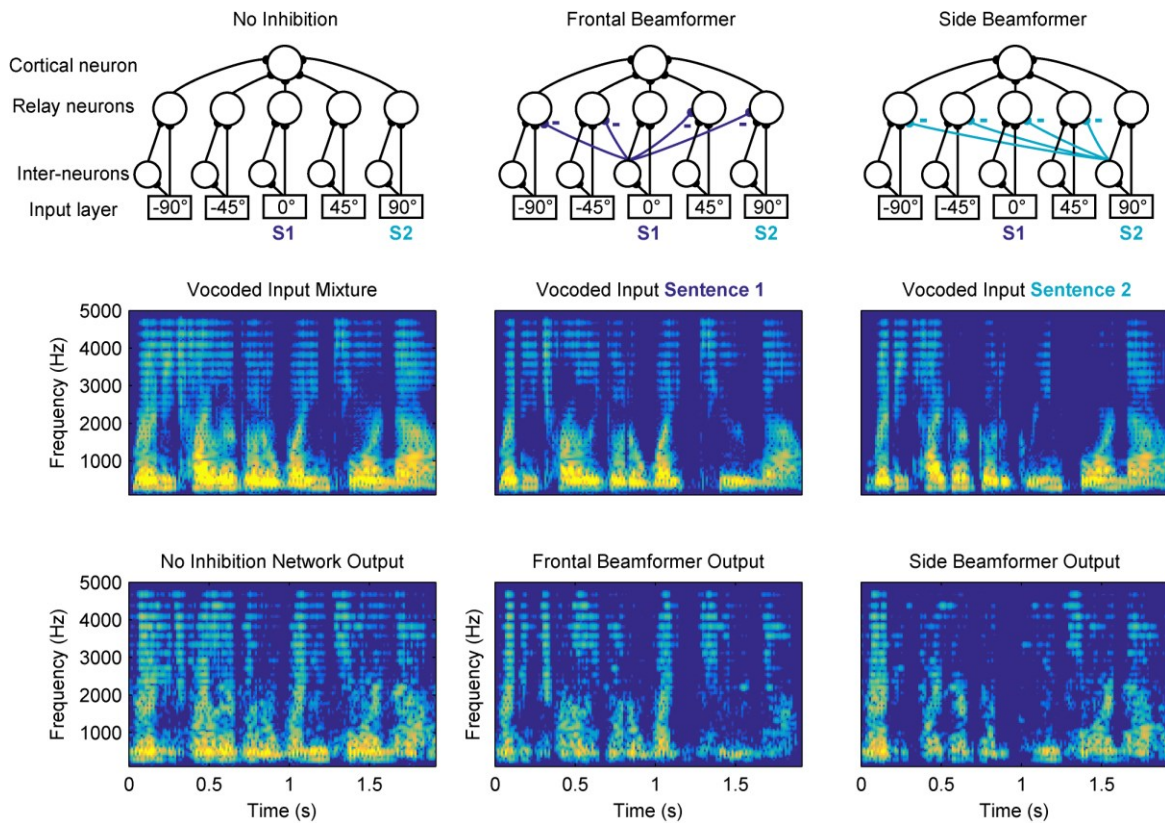 No Inhibition
Frontal Beamformer
Side Beamformer
Cortical neuron
Relay neurons
Inter-neurons
Input layer
-90° -45° 0° 45° 90°
S1 S2
- - - -
-90° -45° 0° 45° 90°
S1 S2
- - - -
-90° -45° 0° 45° 90°
S1 S2
Vocoded Input Mixture
Frequency (Hz)
5000
4000
3000
2000
1000
Vocoded Input Sentence 1
Vocoded Input Sentence 2
No Inhibition Network Output
Frequency (Hz)
5000
4000
3000
2000
1000
0 0.5 1 1.5
Time (s)
Frontal Beamformer Output
Frequency (Hz)
0 0.5 1 1.5
Time (s)
Side Beamformer Output
0 0.5 1 1.5
Time (s)